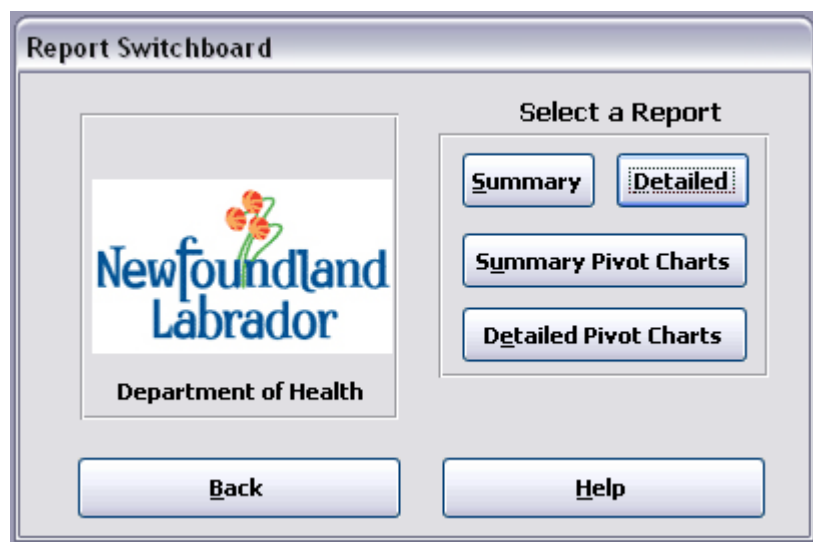 Report Switchboard
Select a Report
Summary
Detailed
Summary Pivot Charts
Detailed Pivot Charts
Newfoundland
Labrador
Department of Health
Back
Help